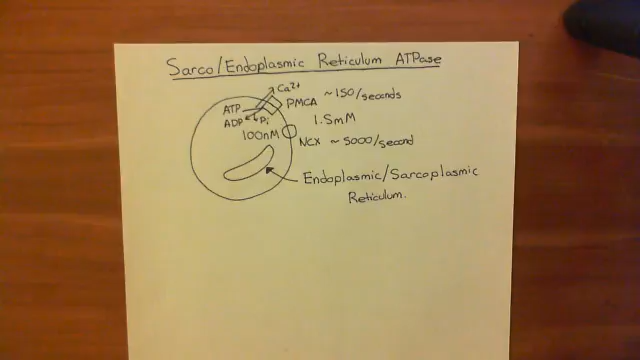 Sarco/Endoplasmic Reticulum ATPase
Ca2+
ATP
PMCA ~150/seconds
ADP Pi
1.5mM
100nM
NCX ~5000/second
Endoplasmic/Sarcoplasmic
Reticulum.